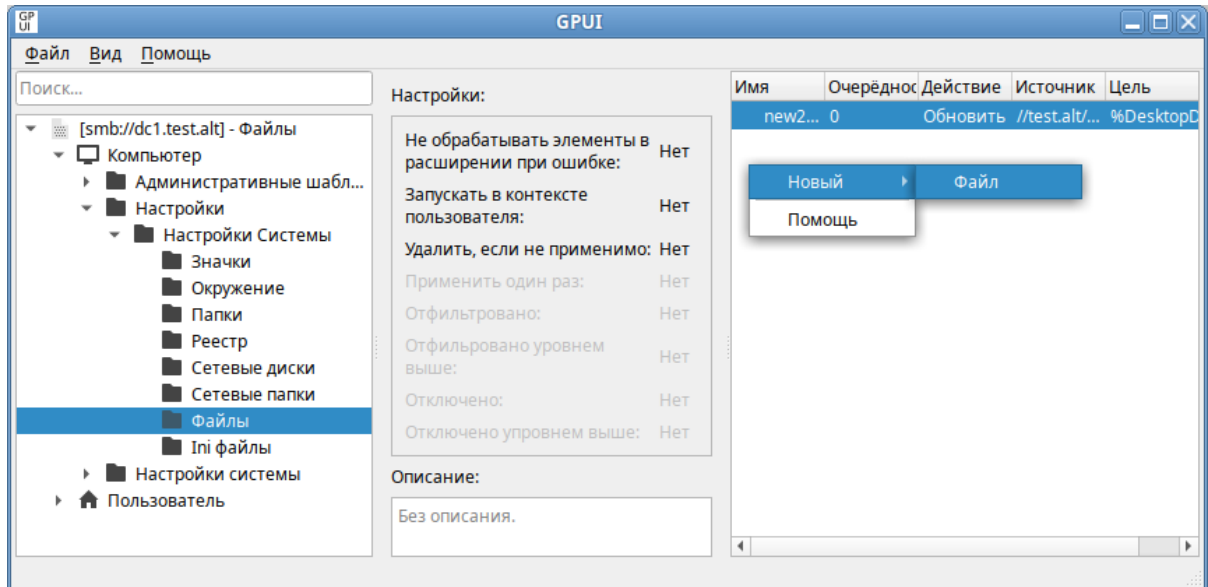 GP
UI
GPUI
Файл Вид Помощь
Поиск...
[smb://dc1.test.alt] - Файлы
Компьютер
Административные шабл...
Настройки
Настройки Системы
Значки
Окружение
Папки
Реестр
Сетевые диски
Сетевые папки
Файлы
Ini файлы
Настройки системы
Пользователь
Настройки:
Не обрабатывать элементы в
расширении при ошибке: Нет
Запускать в контексте
пользователя: Нет
Удалить, если не применимо: Нет
Применить один раз: Нет
Отфильтровано: Нет
Отфильровано уровнем
выше: Нет
Отключено: Нет
Отключено упровнем выше: Нет
Описание:
Без описания.
Имя Очерёднос Действие Источник Цель
new2... 0 Обновить //test.alt/... %DesktopD
Новый Файл
Помощь